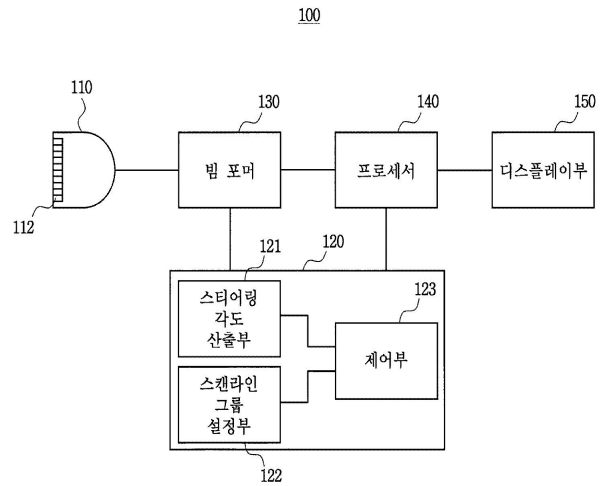 100
110
130
140
150
빔 포머
프로세서
디스플레이부
112
121
120
스티어링
각도
산출부
123
제어부
스캔라인
그룹
설정부
122